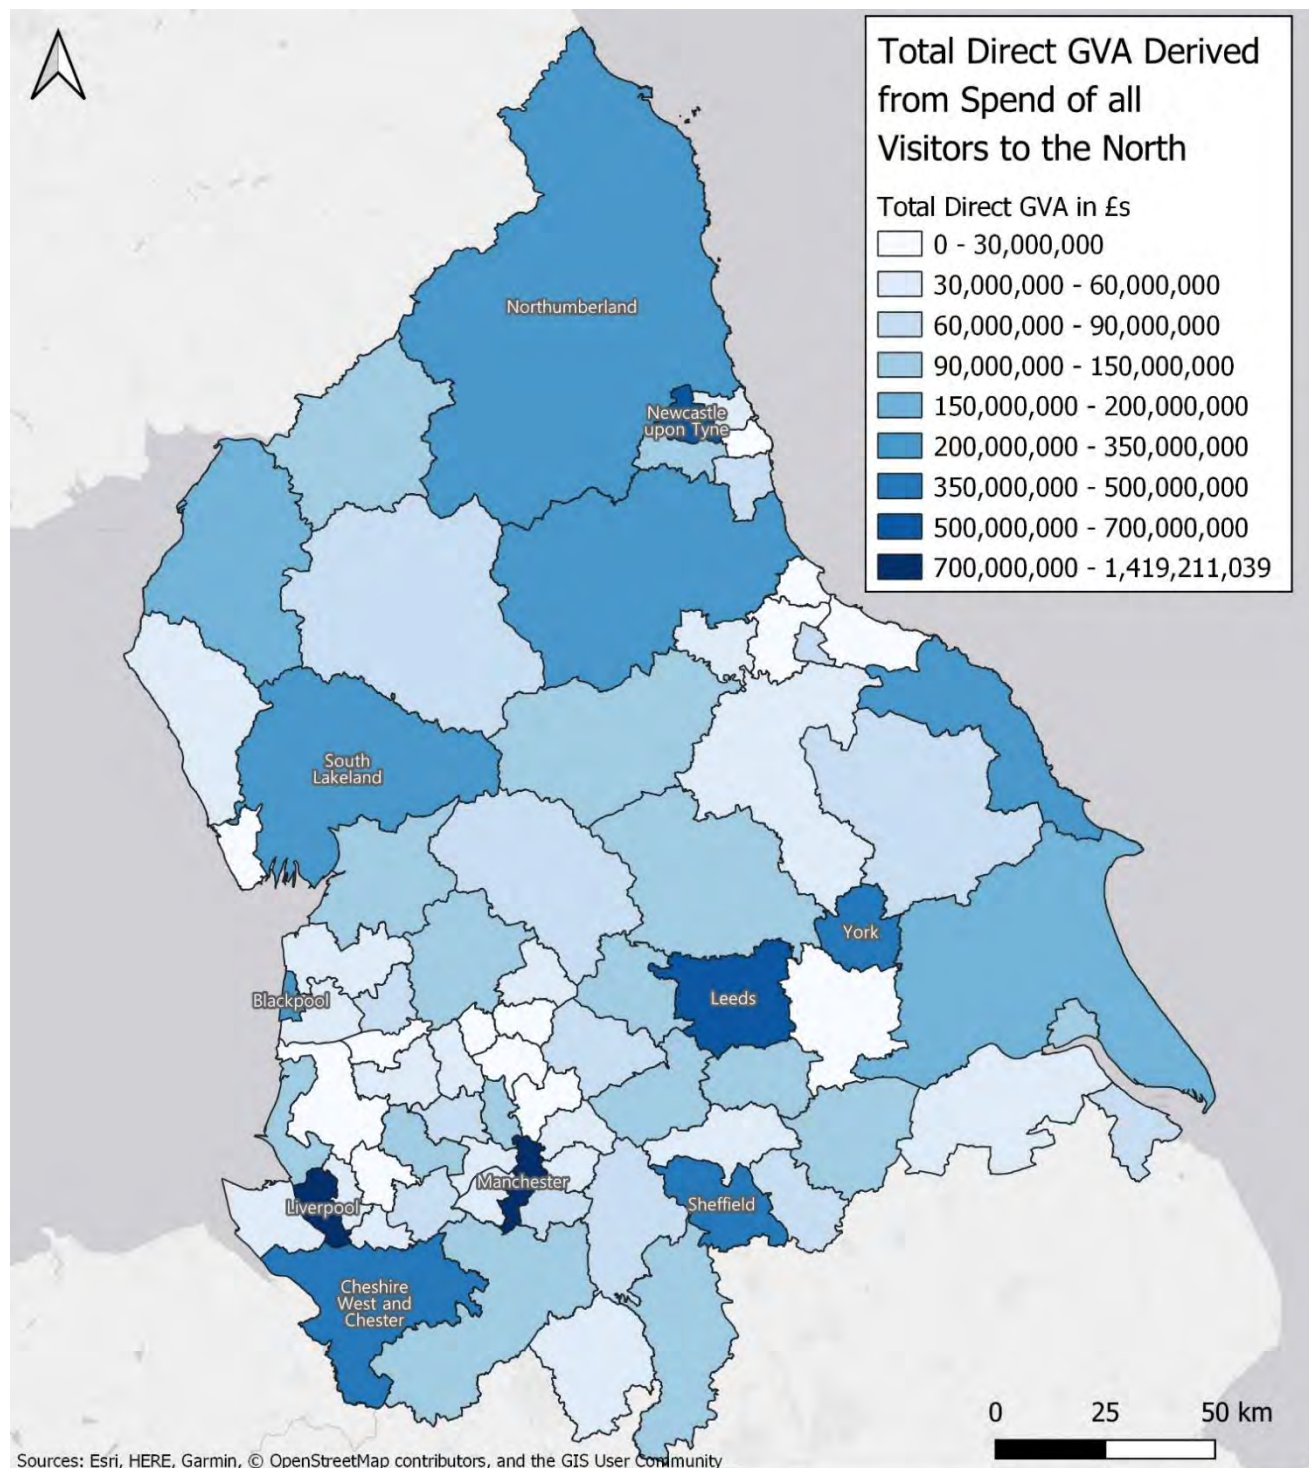 Total Direct GVA Derived
from Spend of all
Visitors to the North
Total Direct GVA in £s
0 - 30,000,000
30,000,000 - 60,000,000
60,000,000 - 90,000,000
90,000,000 - 150,000,000
150,000,000 - 200,000,000
200,000,000 - 350,000,000
350,000,000 - 500,000,000
500,000,000 - 700,000,000
700,000,000 - 1,419,211,039
Northumberland
Newcastle
upon Tyne
South
Lakeland
York
Blackpool
Leeds
Manchester
Liverpool
Sheffield
Cheshire
West and
Chester
0 25 50 km
Sources: Esri, HERE, Garmin, © OpenStreetMap contributors, and the GIS User Community